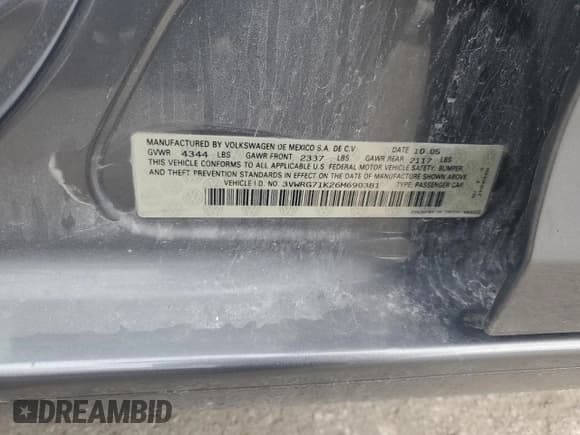 MANUFACTURED BY VOLKSWAGEN DE MEXICO S.A. DE C.V. DATE 10 05
GVWR 4344 LBS GAWR FRONT 2337 LBS GAWR REAR 2117 LBS
THIS VEHICLE CONFORMS TO ALL APPLICABLE U.S. FEDERAL MOTOR VEHICLE SAFETY, BUMPER,
AND THEFT PREVENTION STANDARDS IN EFFECT ON THE DATE OF MANUFACTURE SHOWN ABOVE.
VEHICLE I.D. NO. 3VWRG71K26M690381 TYPE: PASSENGER CAR
DREAMBID